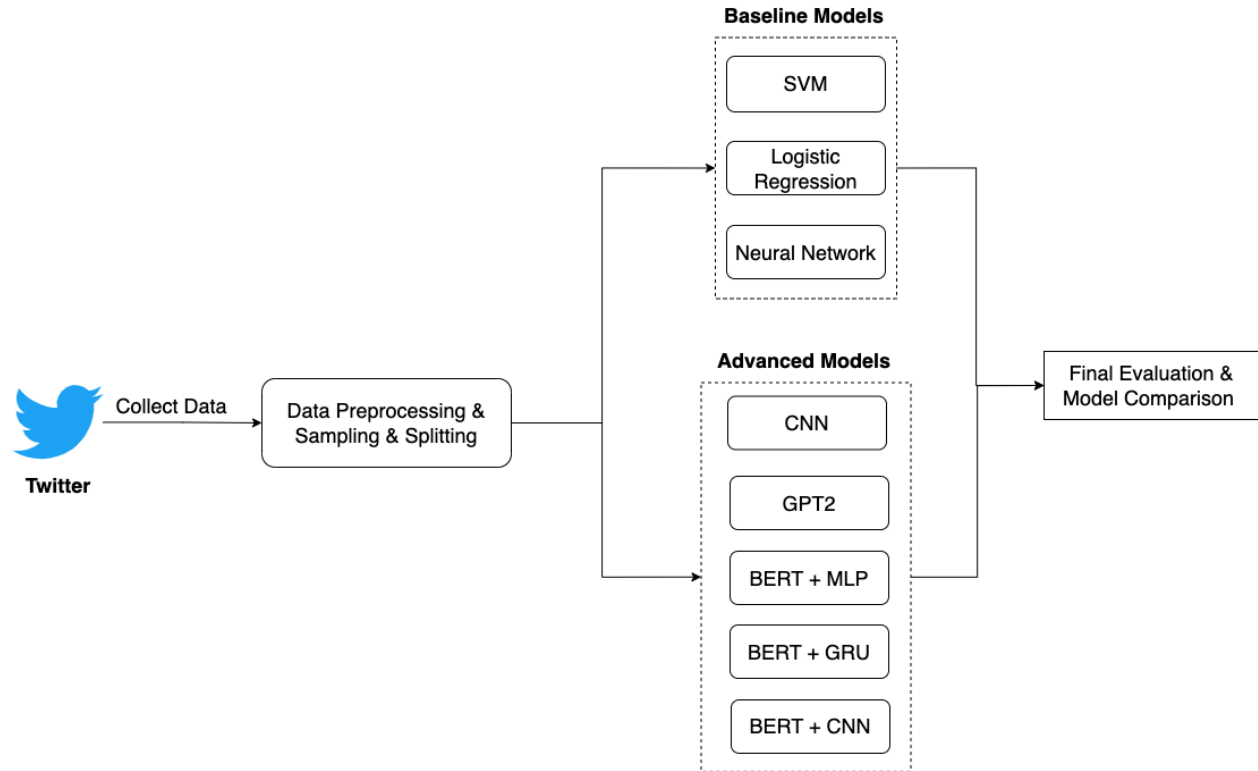 Baseline Models
SVM
Logistic
Regression
Neural Network
Advanced Models
CNN
GPT2
BERT + MLP
BERT + GRU
BERT + CNN
Collect Data
Twitter
Data Preprocessing &
Sampling & Splitting
Final Evaluation &
Model Comparison